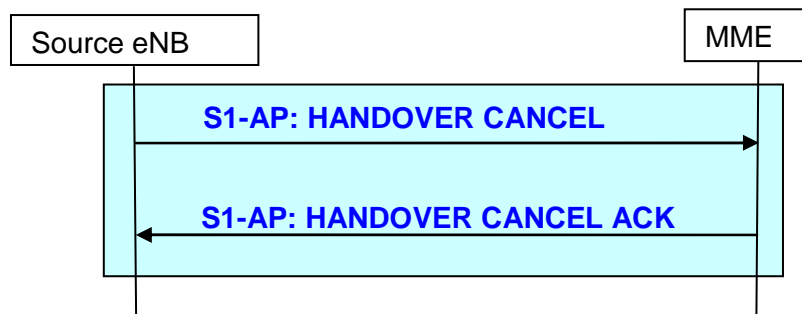 Source eNB
MME
S1-AP: HANDOVER CANCEL
S1-AP: HANDOVER CANCEL ACK